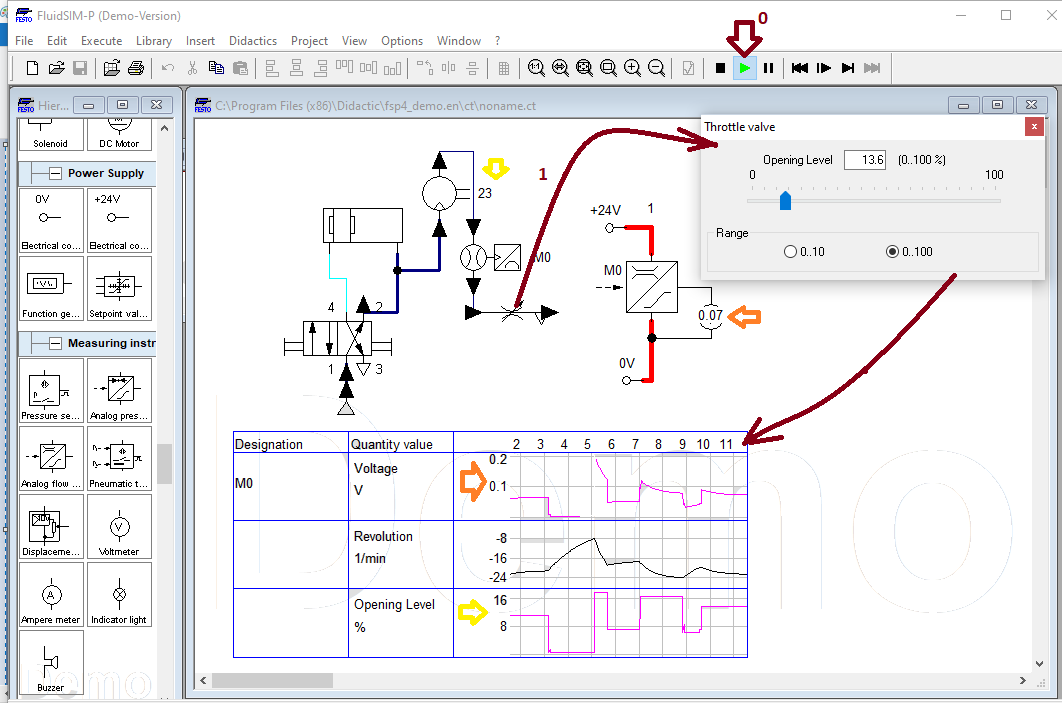 FESTO FluidSIM-P (Demo-Version)
File Edit Execute Library Insert Didactics Project View Options Window ?
0
FESTO Hier...
Solenoid DC Motor
Power Supply
0V +24V
Electrical co... Electrical co...
Function ge... Setpoint val...
Measuring instr
Pressure se... Analog pres...
Analog flow ... Pneumatic t...
Displaceme... Voltmeter
Ampere meter Indicator light
Buzzer
Demo
FESTO C:\Program Files (x86)\Didactic\fsp4_demo.en\ct\noname.ct
Throttle valve
Opening Level 13.6 (0..100 %)
0 100
Range
0..10 0..100
1
23
M0
4 2
1 3
+24V 1
M0
0.07
0V
Designation Quantity value 2 3 4 5 6 7 8 9 10 11
M0
Voltage
V
0.2
0.1
Revolution
1/min
-8
-16
-24
Opening Level
%
16
8
Demo